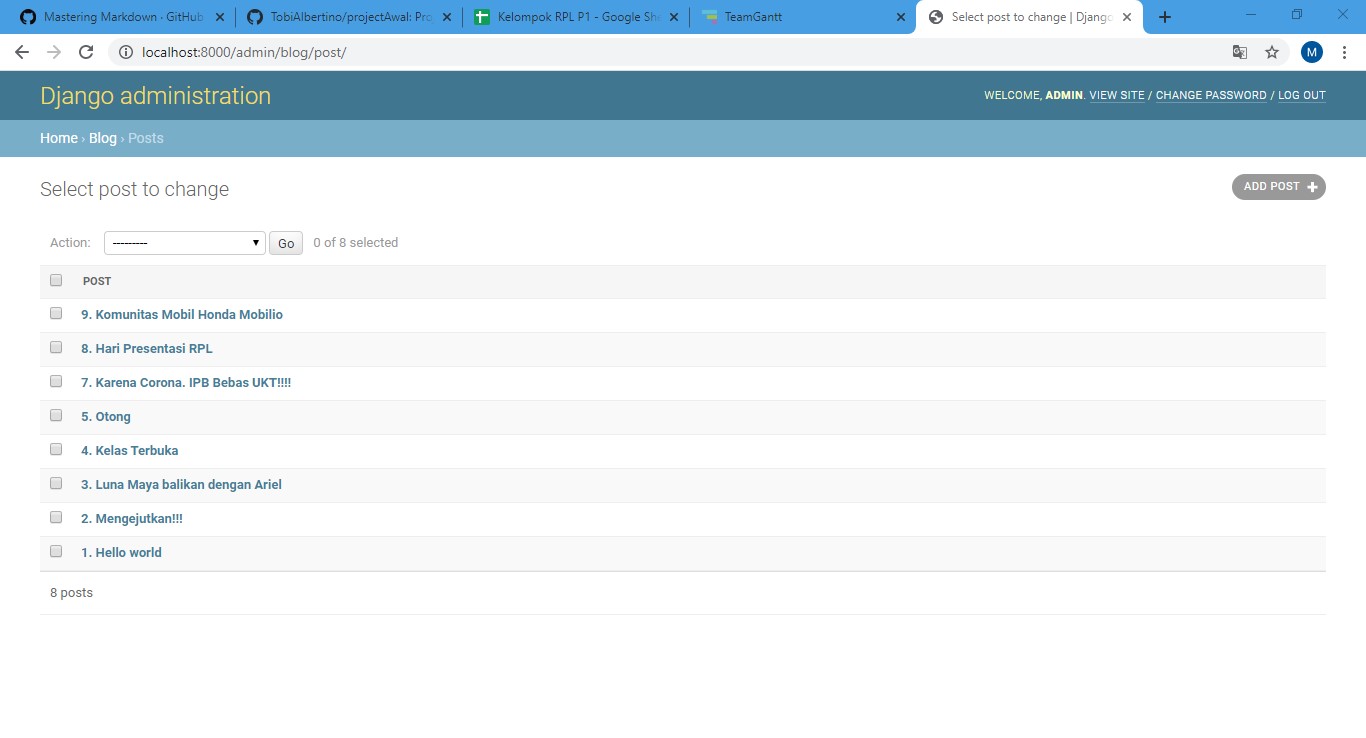 Mastering Markdown · GitHub
TobiAlbertino/projectAwal: Pro
Kelompok RPL P1 - Google She
TeamGantt
Select post to change | Django
localhost:8000/admin/blog/post/
M
Django administration
WELCOME, ADMIN. VIEW SITE / CHANGE PASSWORD / LOG OUT
Home › Blog › Posts
Select post to change
ADD POST +
Action: --------- Go 0 of 8 selected
POST
9. Komunitas Mobil Honda Mobilio
8. Hari Presentasi RPL
7. Karena Corona. IPB Bebas UKT!!!!
5. Otong
4. Kelas Terbuka
3. Luna Maya balikan dengan Ariel
2. Mengejutkan!!!
1. Hello world
8 posts